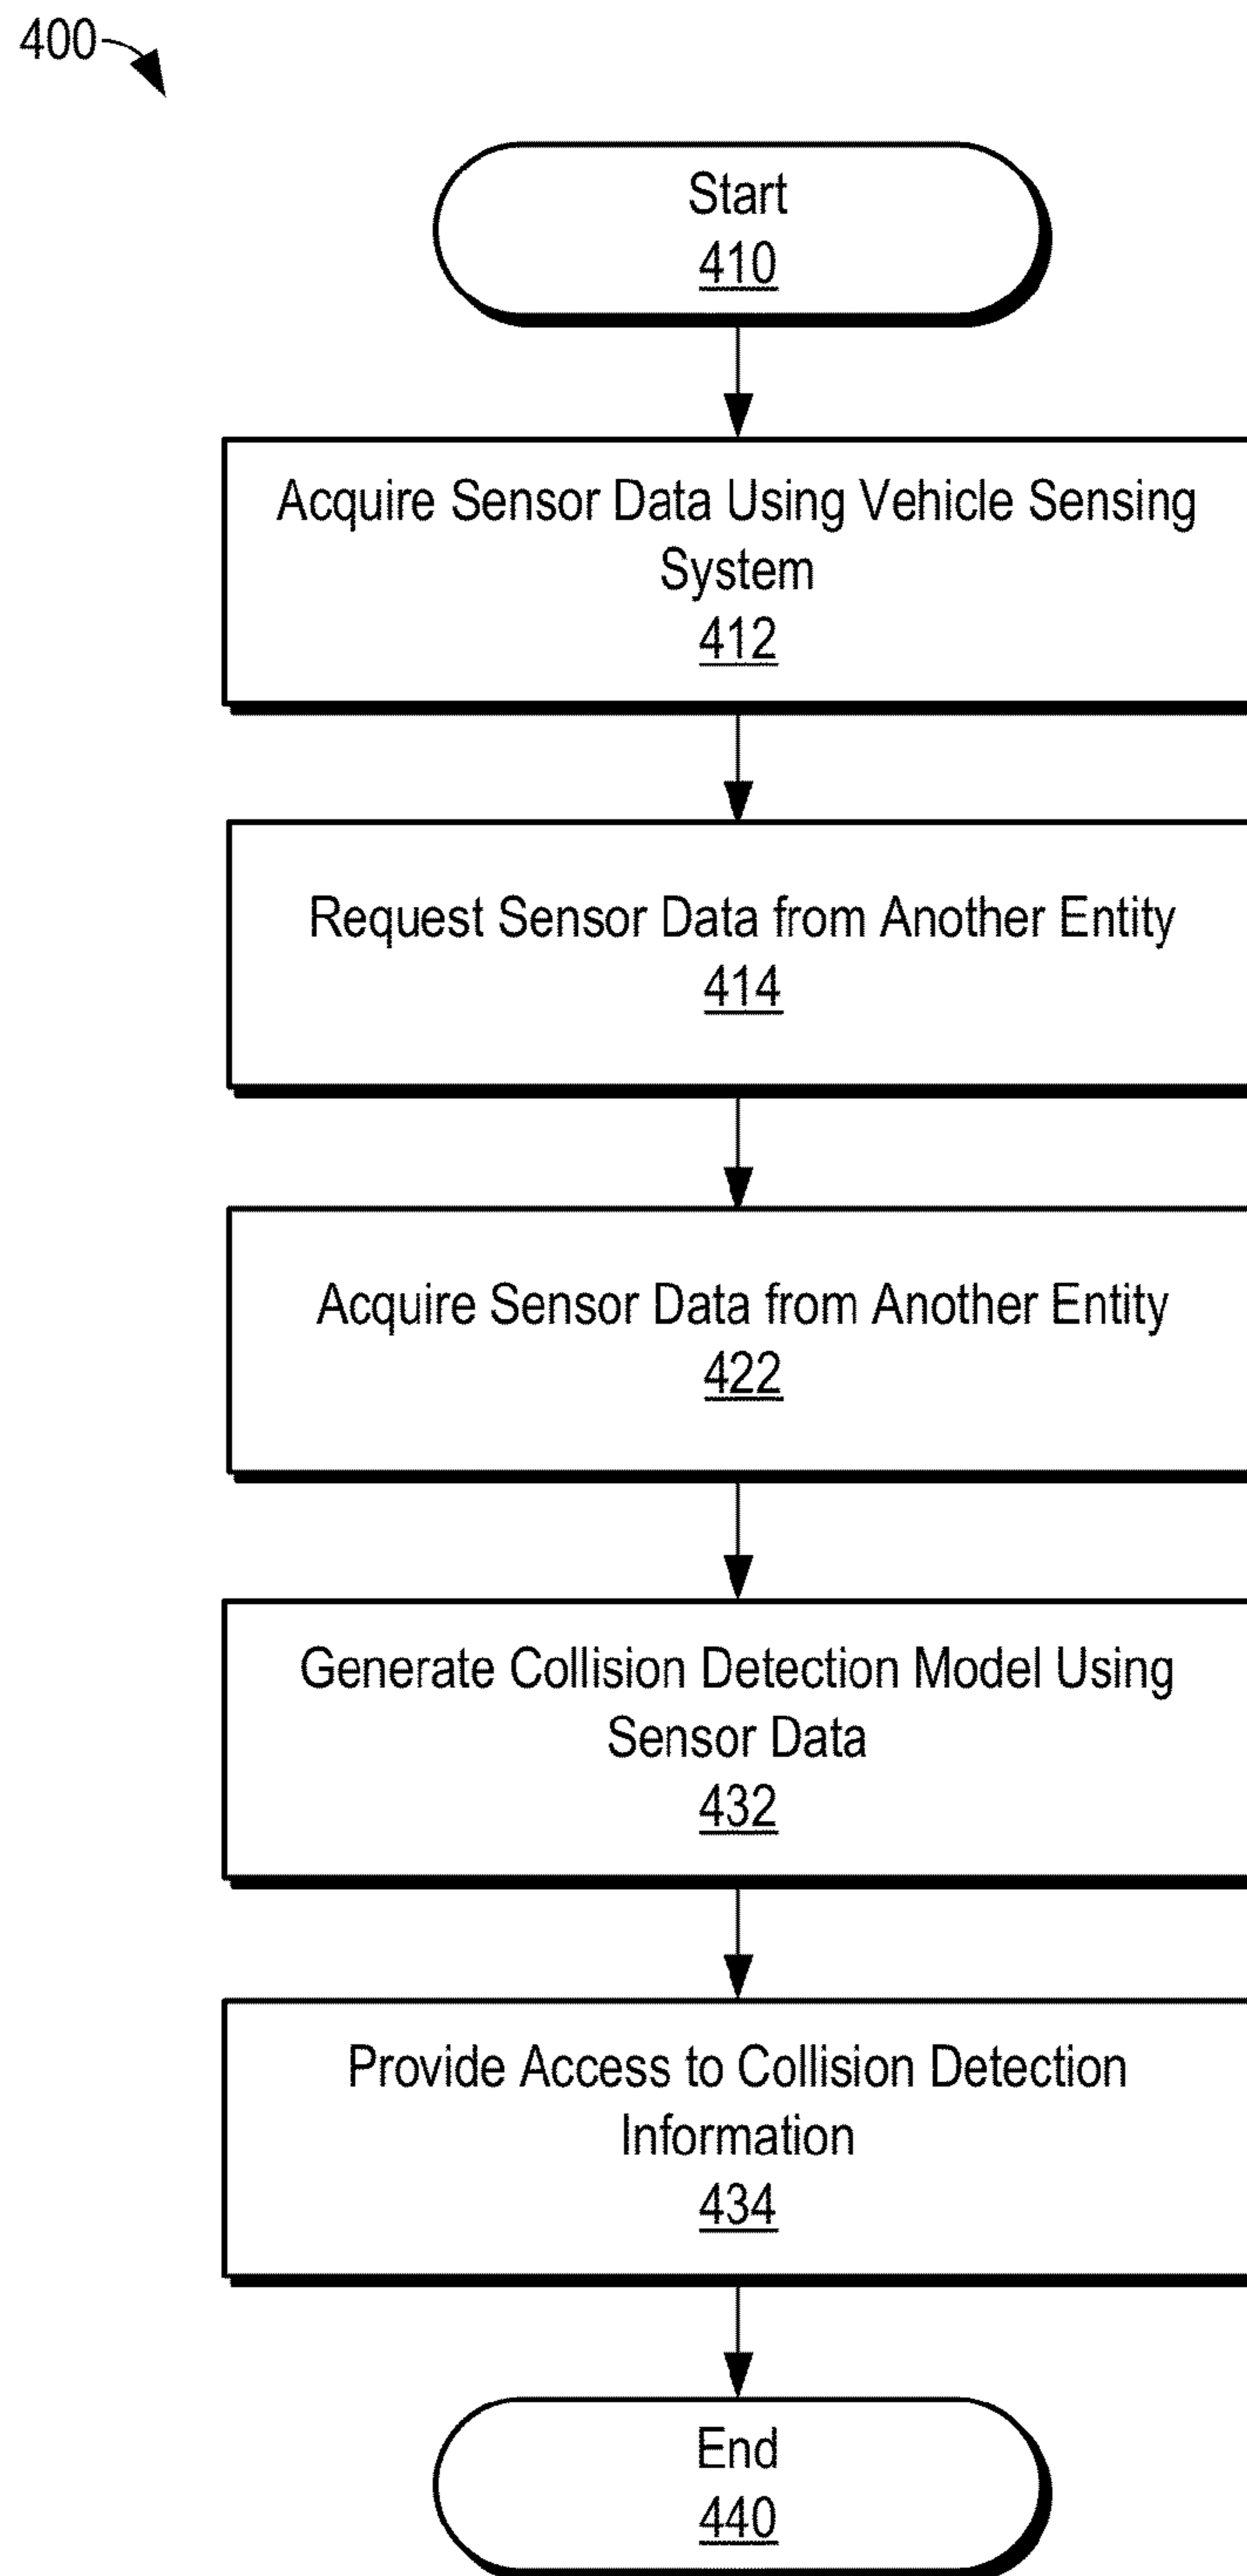 400
Start
410
Acquire Sensor Data Using Vehicle Sensing
System
412
Request Sensor Data from Another Entity
414
Acquire Sensor Data from Another Entity
422
Generate Collision Detection Model Using
Sensor Data
432
Provide Access to Collision Detection
Information
434
End
440